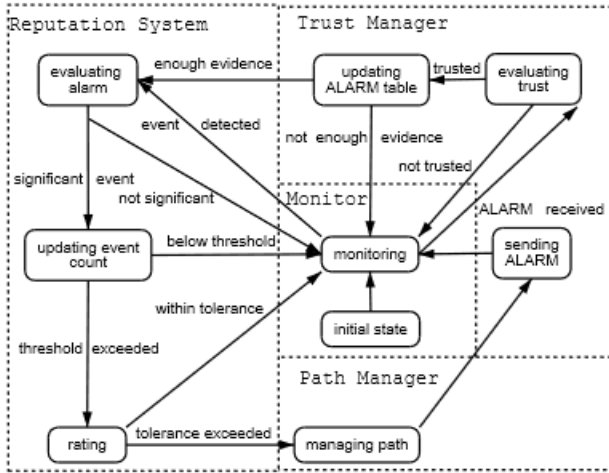 Reputation System
Trust Manager
evaluating
alarm
enough evidence
updating
ALARM table
trusted
evaluating
trust
event detected
not enough evidence
not trusted
significant event
not significant
Monitor
ALARM received
updating event
count
below threshold
monitoring
sending
ALARM
within tolerance
initial state
threshold exceeded
Path Manager
rating
tolerance exceeded
managing path